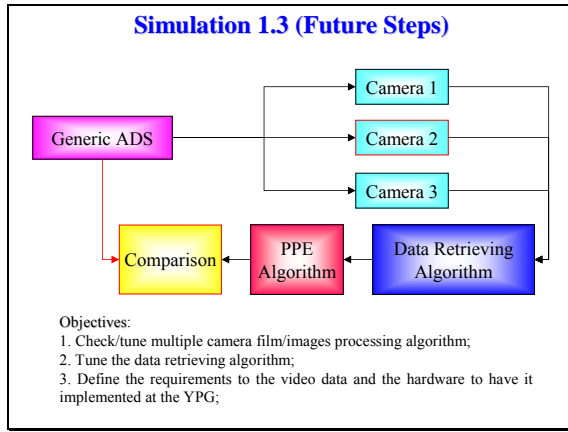 Simulation 1.3 (Future Steps)
Camera 1
Generic ADS
Camera 2
Camera 3
Comparison
PPE
Algorithm
Data Retrieving
Algorithm
Objectives:
1. Check/tune multiple camera film/images processing algorithm;
2. Tune the data retrieving algorithm;
3. Define the requirements to the video data and the hardware to have it
implemented at the YPG;